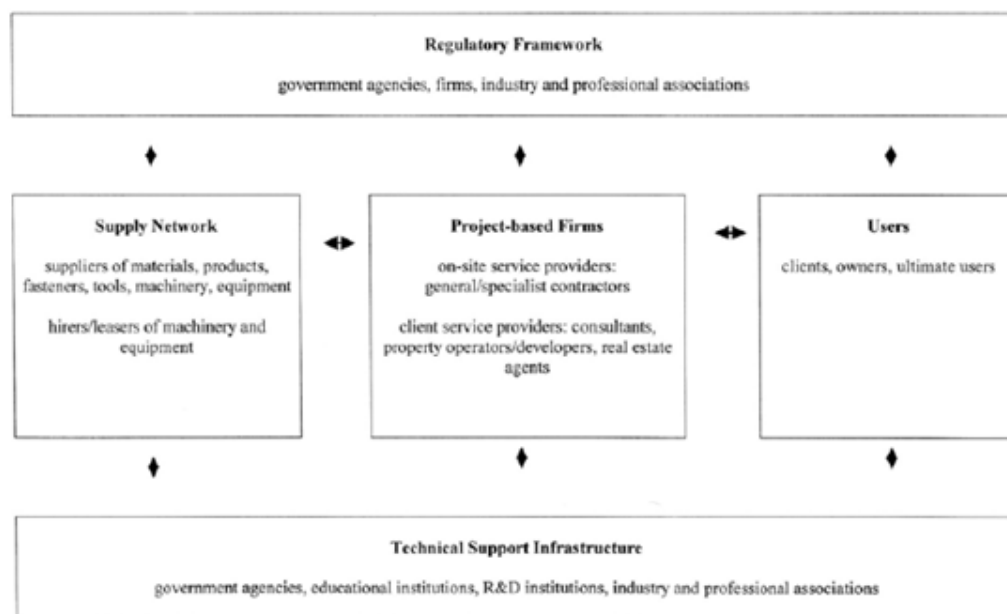 Regulatory Framework
government agencies, firms, industry and professional associations
Supply Network
suppliers of materials, products,
fasteners, tools, machinery, equipment
hirers/leasers of machinery and
equipment
Project-based Firms
on-site service providers:
general/specialist contractors
client service providers: consultants,
property operators/developers, real estate
agents
Users
clients, owners, ultimate users
Technical Support Infrastructure
government agencies, educational institutions, R&D institutions, industry and professional associations